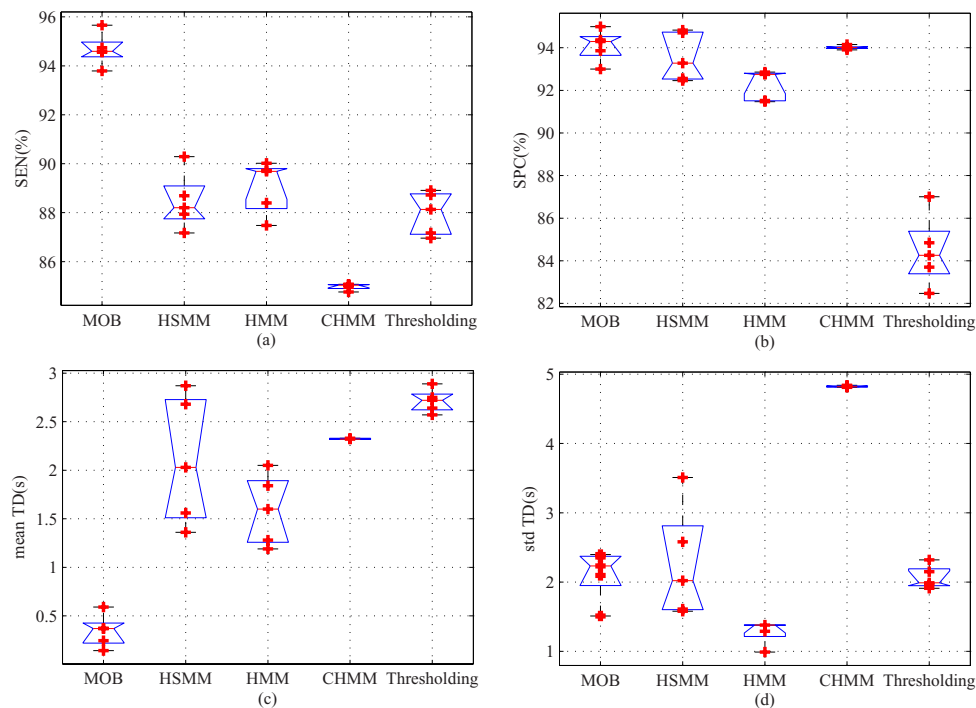 96
94
92
90
88
86
SEN(%)
MOB HSMM HMM CHMM Thresholding
(a)
94
92
90
88
86
84
82
SPC(%)
MOB HSMM HMM CHMM Thresholding
(b)
3
2.5
2
1.5
1
0.5
mean TD(s)
MOB HSMM HMM CHMM Thresholding
(c)
5
4
3
2
1
std TD(s)
MOB HSMM HMM CHMM Thresholding
(d)